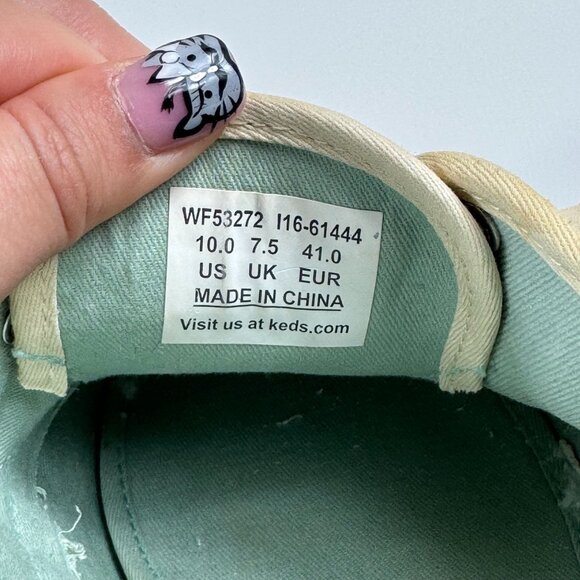 WF53272 I16-61444
10.0 7.5 41.0
US UK EUR
MADE IN CHINA
Visit us at keds.com